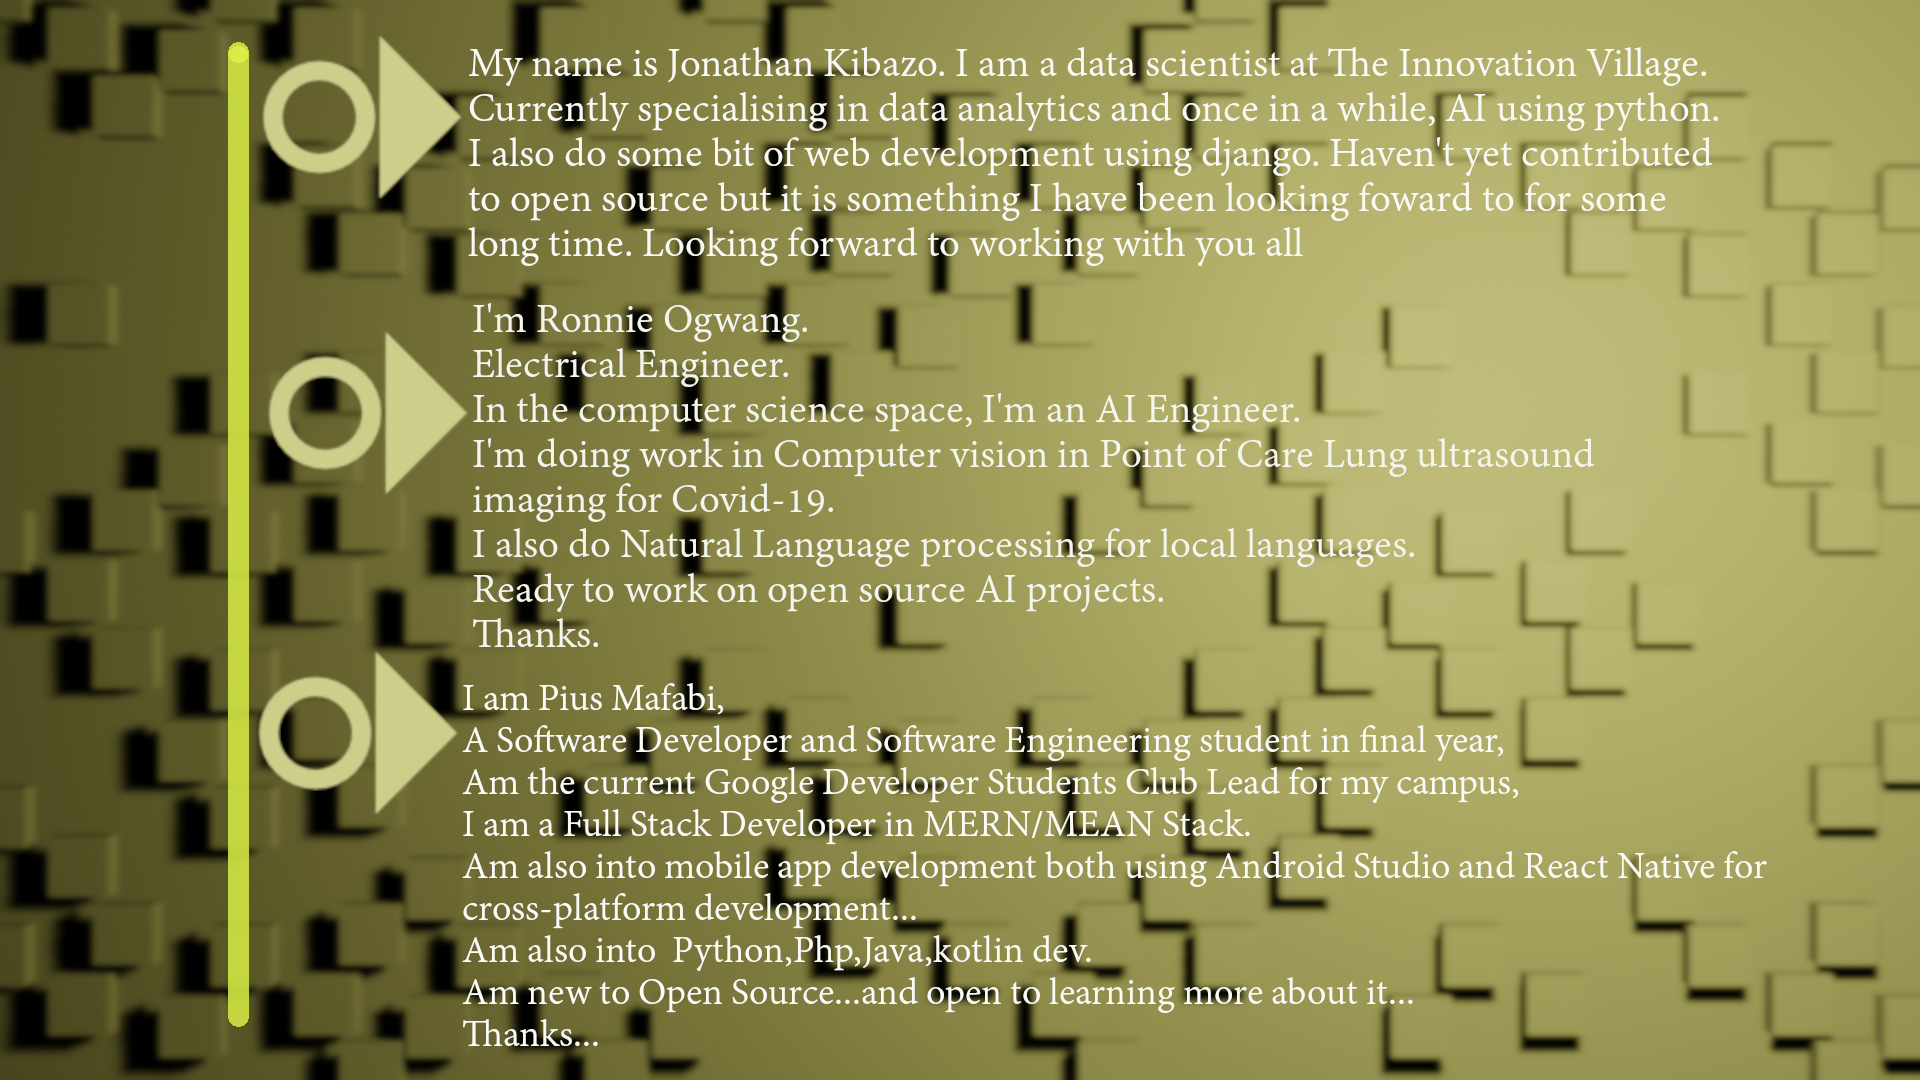 My name is Jonathan Kibazo. I am a data scientist at The Innovation Village.
Currently specialising in data analytics and once in a while, AI using python.
I also do some bit of web development using django. Haven't yet contributed
to open source but it is something I have been looking foward to for some
long time. Looking forward to working with you all
I'm Ronnie Ogwang.
Electrical Engineer.
In the computer science space, I'm an AI Engineer.
I'm doing work in Computer vision in Point of Care Lung ultrasound
imaging for Covid-19.
I also do Natural Language processing for local languages.
Ready to work on open source AI projects.
Thanks.
I am Pius Mafabi,
A Software Developer and Software Engineering student in final year,
Am the current Google Developer Students Club Lead for my campus,
I am a Full Stack Developer in MERN/MEAN Stack.
Am also into mobile app development both using Android Studio and React Native for
cross-platform development...
Am also into  Python,Php,Java,kotlin dev.
Am new to Open Source...and open to learning more about it...
Thanks...